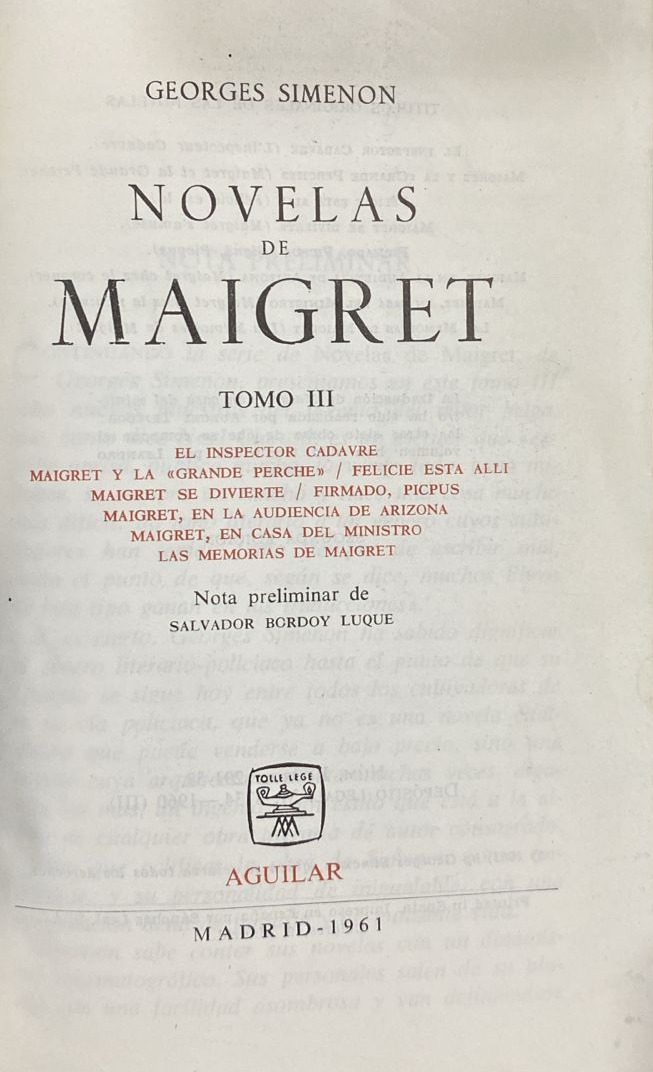 GEORGES SIMENON
NOVELAS
DE
MAIGRET
TOMO III
EL INSPECTOR CADAVRE
MAIGRET Y LA «GRANDE PERCHE» / FELICIE ESTA ALLI
MAIGRET SE DIVIERTE / FIRMADO, PICPUS
MAIGRET, EN LA AUDIENCIA DE ARIZONA
MAIGRET, EN CASA DEL MINISTRO
LAS MEMORIAS DE MAIGRET
Nota preliminar de
SALVADOR BORDOY LUQUE
TOLLE LEGE
AGUILAR
MADRID-1961